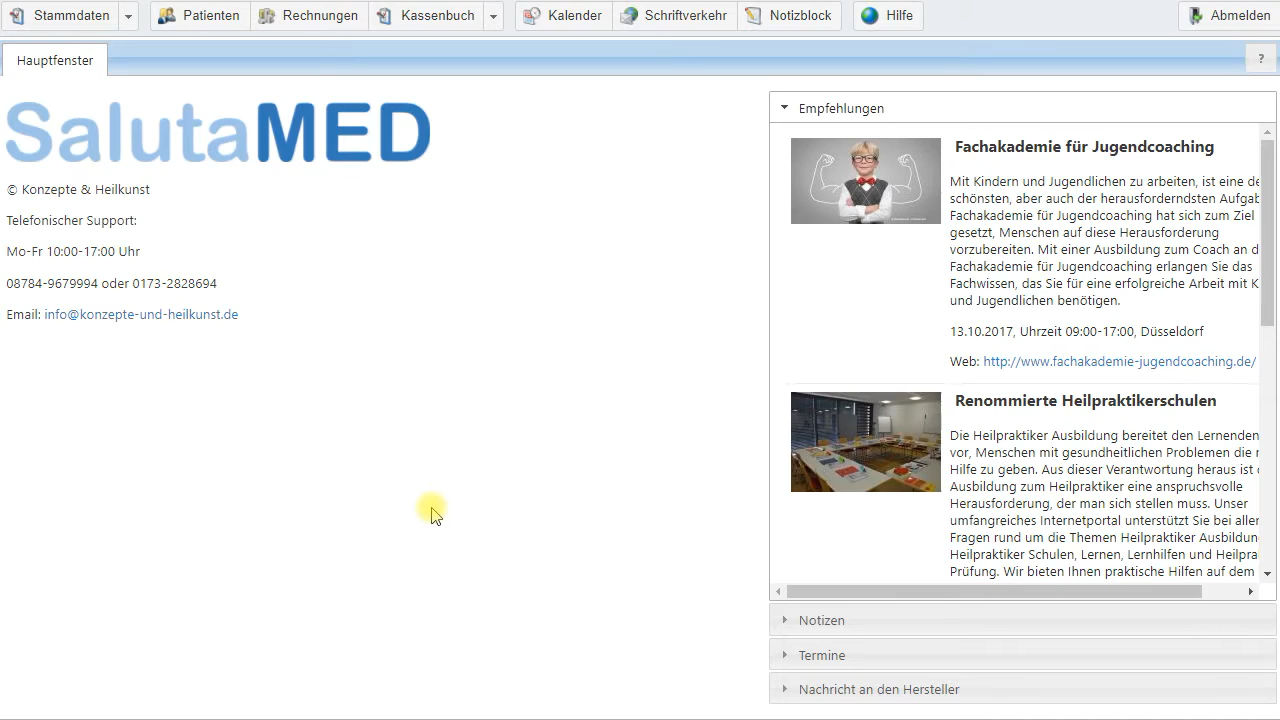 Stammdaten Patienten Rechnungen Kassenbuch Kalender Schriftverkehr Notizblock Hilfe Abmelden
Hauptfenster ?
SalutaMED
© Konzepte & Heilkunst
Telefonischer Support:
Mo-Fr 10:00-17:00 Uhr
08784-9679994 oder 0173-2828694
Email: info@konzepte-und-heilkunst.de
Empfehlungen
Fachakademie für Jugendcoaching
Mit Kindern und Jugendlichen zu arbeiten, ist eine de
schönsten, aber auch der herausforderndsten Aufgab
Fachakademie für Jugendcoaching hat sich zum Ziel
gesetzt, Menschen auf diese Herausforderung
vorzubereiten. Mit einer Ausbildung zum Coach an d
Fachakademie für Jugendcoaching erlangen Sie das
Fachwissen, das Sie für eine erfolgreiche Arbeit mit K
und Jugendlichen benötigen.
13.10.2017, Uhrzeit 09:00-17:00, Düsseldorf
Web: http://www.fachakademie-jugendcoaching.de/
Renommierte Heilpraktikerschulen
Die Heilpraktiker Ausbildung bereitet den Lernenden
vor, Menschen mit gesundheitlichen Problemen die r
Hilfe zu geben. Aus dieser Verantwortung heraus ist
Ausbildung zum Heilpraktiker eine anspruchsvolle
Herausforderung, der man sich stellen muss. Unser
umfangreiches Internetportal unterstützt Sie bei aller
Fragen rund um die Themen Heilpraktiker Ausbildun
Heilpraktiker Schulen, Lernen, Lernhilfen und Heilpra
Prüfung. Wir bieten Ihnen praktische Hilfen auf dem
Notizen
Termine
Nachricht an den Hersteller